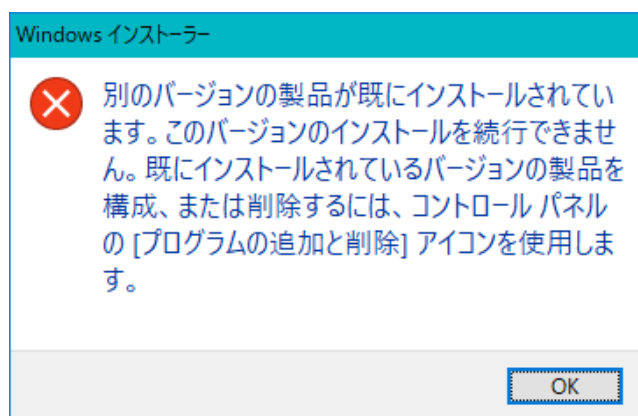 Windows インストーラー
別のバージョンの製品が既にインストールされてい
ます。このバージョンのインストールを続行できませ
ん。既にインストールされているバージョンの製品を
構成、または削除するには、コントロール パネル
の [プログラムの追加と削除] アイコンを使用しま
す。
OK